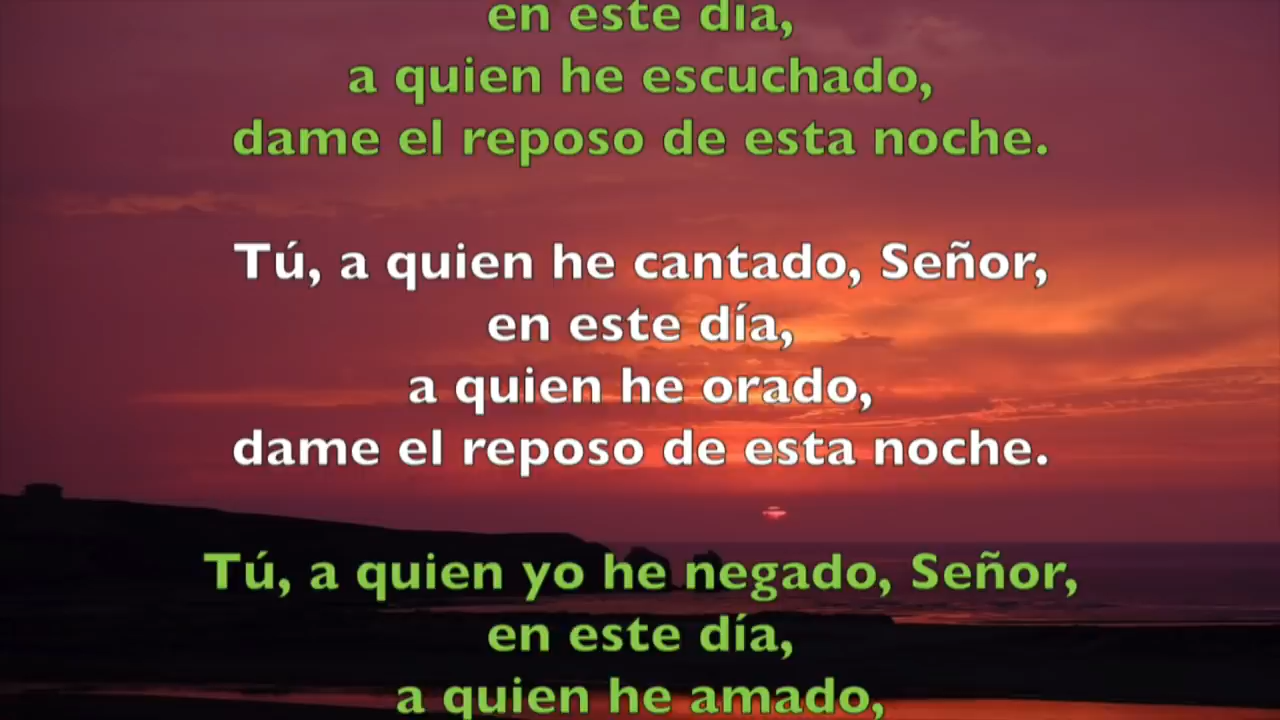 en este día,
a quien he escuchado,
dame el reposo de esta noche.
Tú, a quien he cantado, Señor,
en este día,
a quien he orado,
dame el reposo de esta noche.
Tú, a quien yo he negado, Señor,
en este día,
a quien he amado,